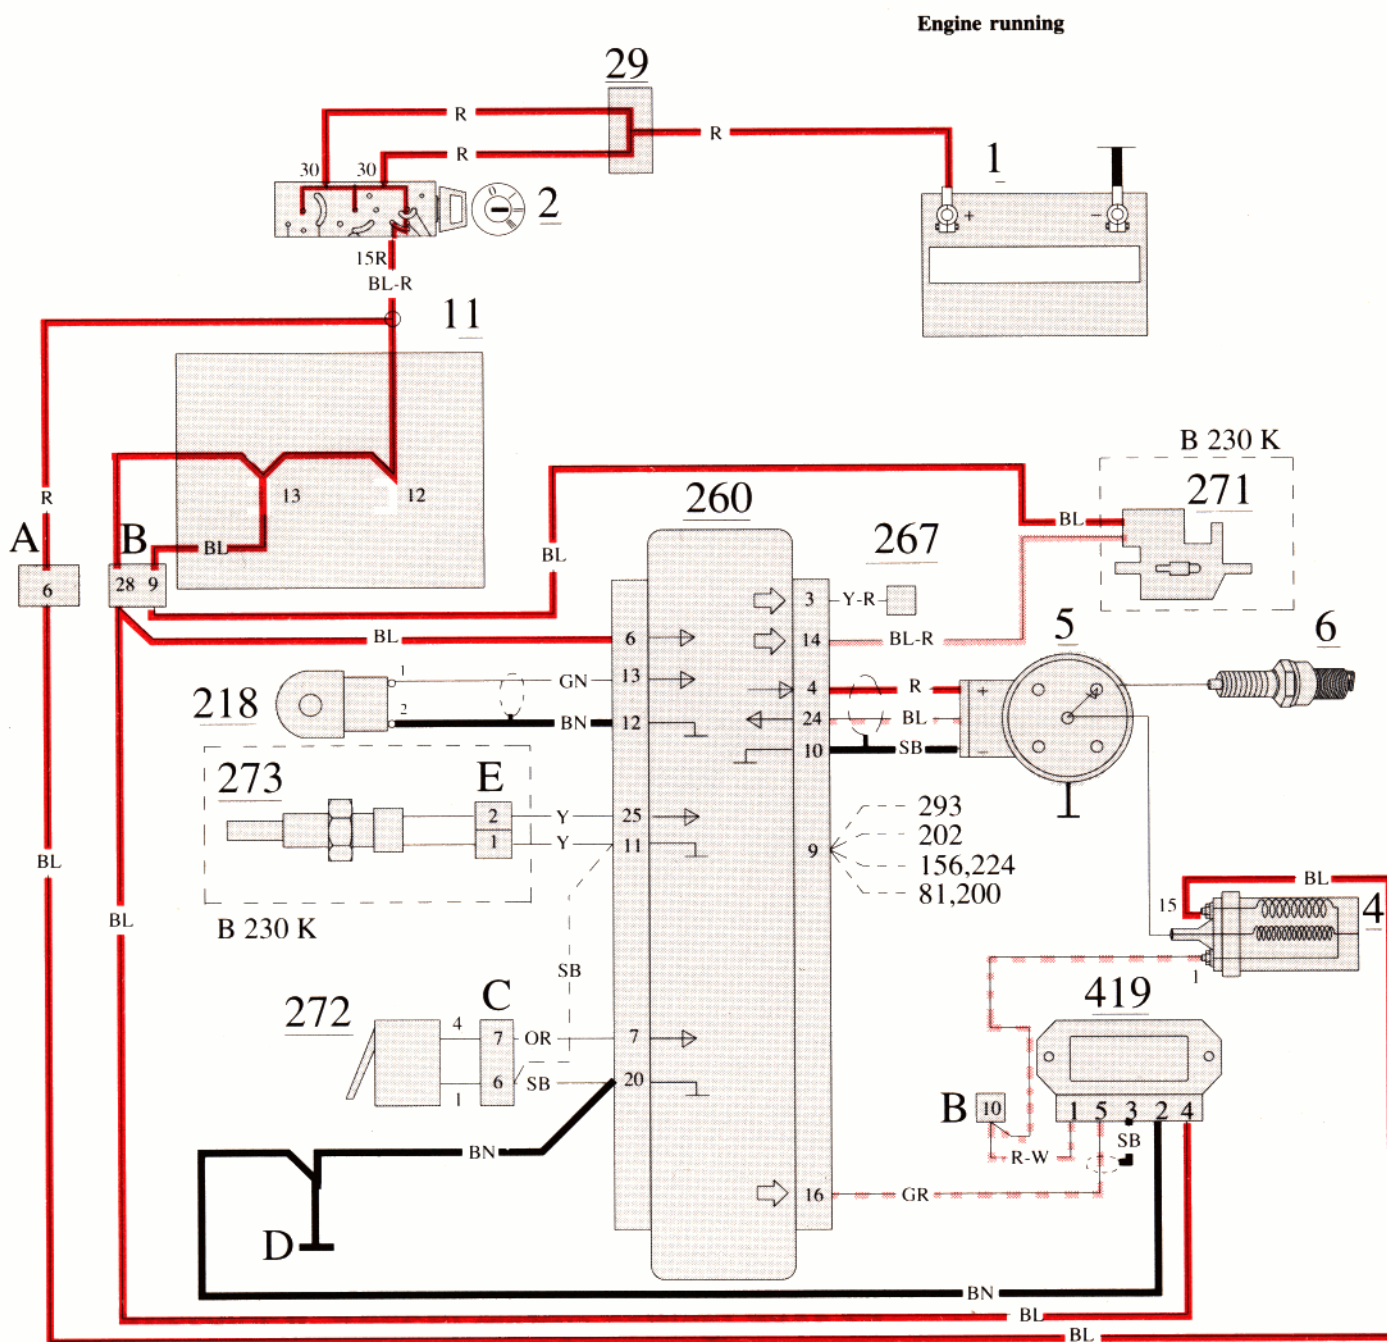 Engine running
29
R
R
R
1
30
30
2
+
−
15R
BL-R
11
B 230 K
271
13
12
R
260
267
BL
A
B
BL
BL
6
28
9
3
Y-R
BL
6
14
BL-R
5
6
1
GN
13
4
R
+
218
2
BN
12
24
BL
10
SB
−
273
E
2
Y
25
293
1
Y
11
9
202
156,224
81,200
BL
BL
B 230 K
15
BL
4
SB
1
272
4
C
419
7
OR
7
6
SB
20
1
B
10
1
5
3
2
4
SB
BN
R-W
16
GR
D
BN
BL
BL